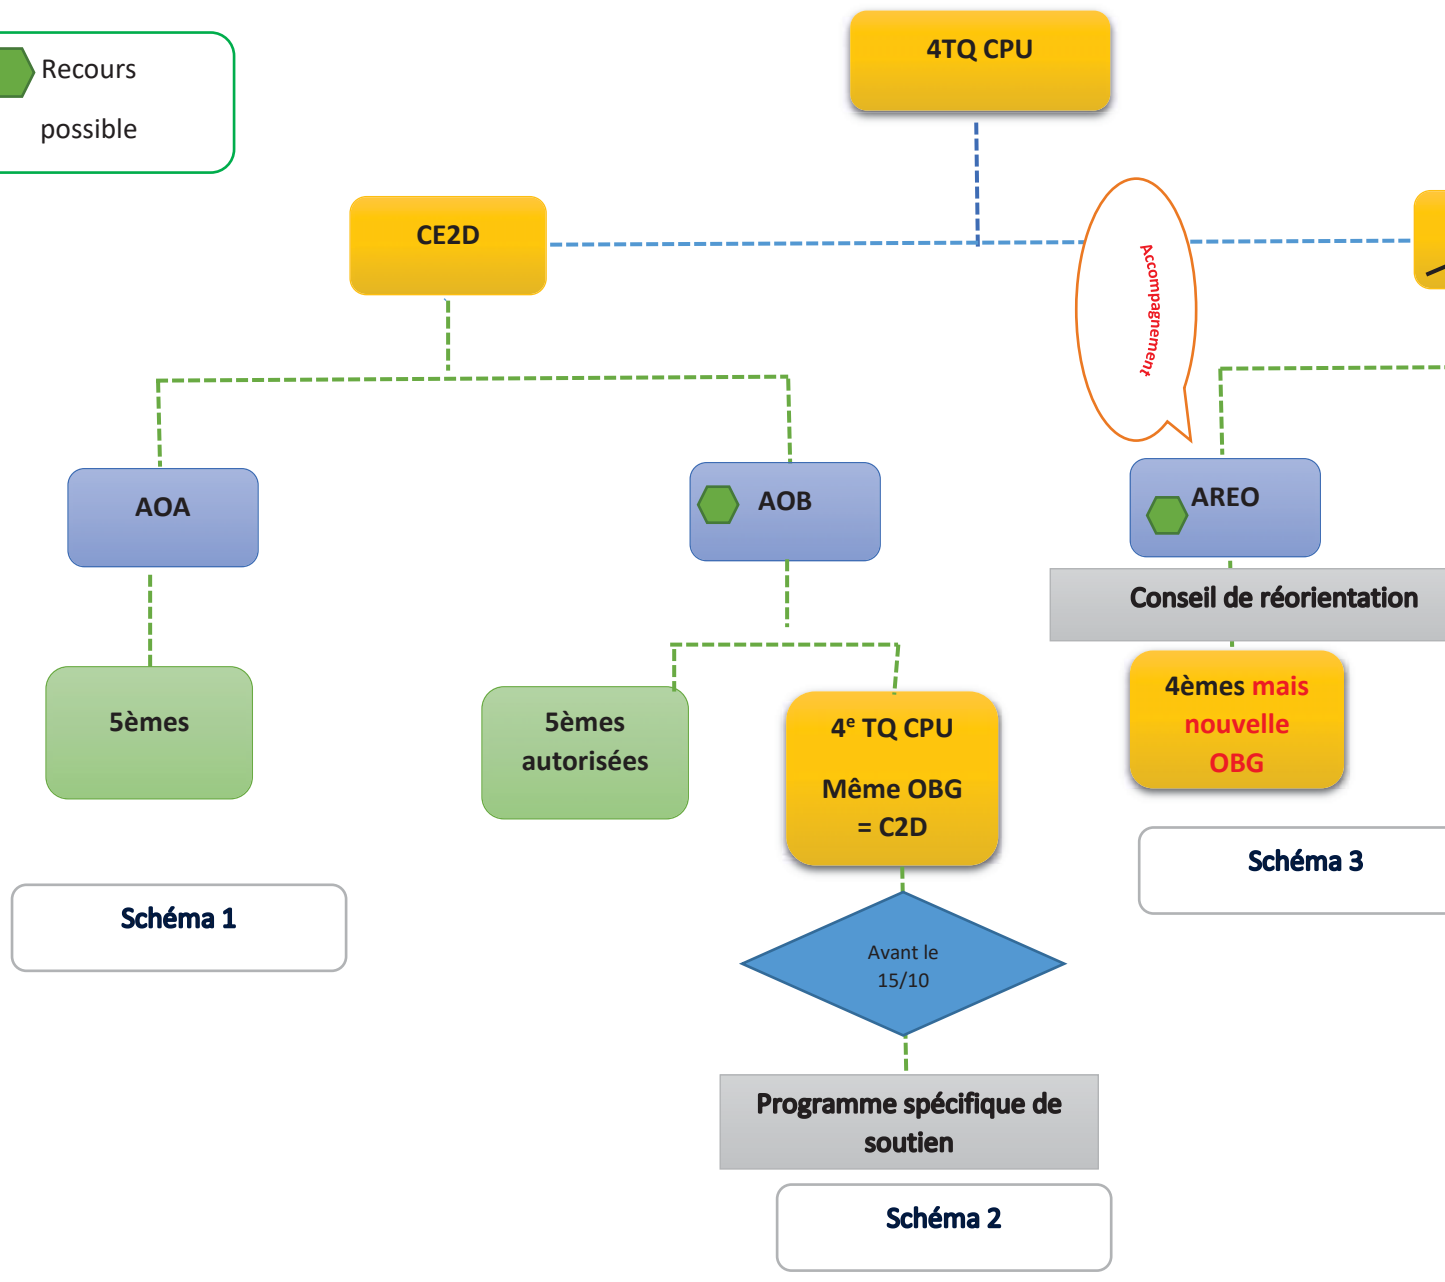 Recours
possible
4TQ CPU
CE2D
Accompagnement
AOA
AOB
AREO
Conseil de réorientation
5èmes
5èmes
autorisées
4e TQ CPU
Même OBG
= C2D
4èmes mais
nouvelle
OBG
Schéma 1
Schéma 3
Avant le
15/10
Programme spécifique de
soutien
Schéma 2